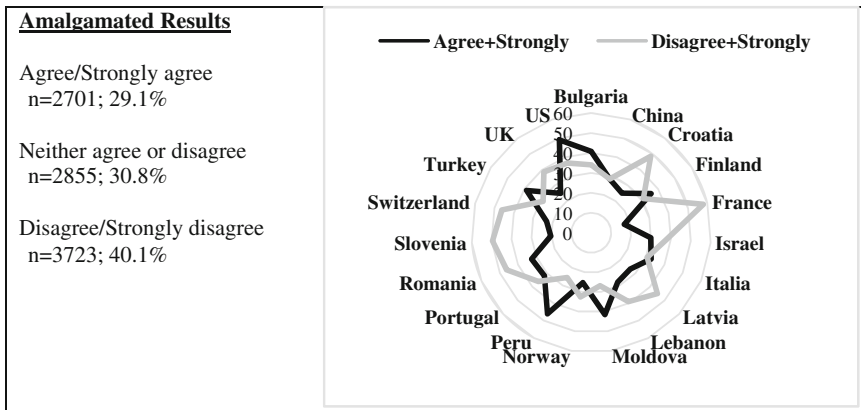 Amalgamated Results
Agree/Strongly agree
n=2701; 29.1%
Neither agree or disagree
n=2855; 30.8%
Disagree/Strongly disagree
n=3723; 40.1%
Agree+Strongly
Disagree+Strongly
Bulgaria
China
Croatia
Finland
France
Israel
Italia
Latvia
Lebanon
Moldova
Norway
Peru
Portugal
Romania
Slovenia
Switzerland
Turkey
UK
US
60
50
40
30
20
10
0